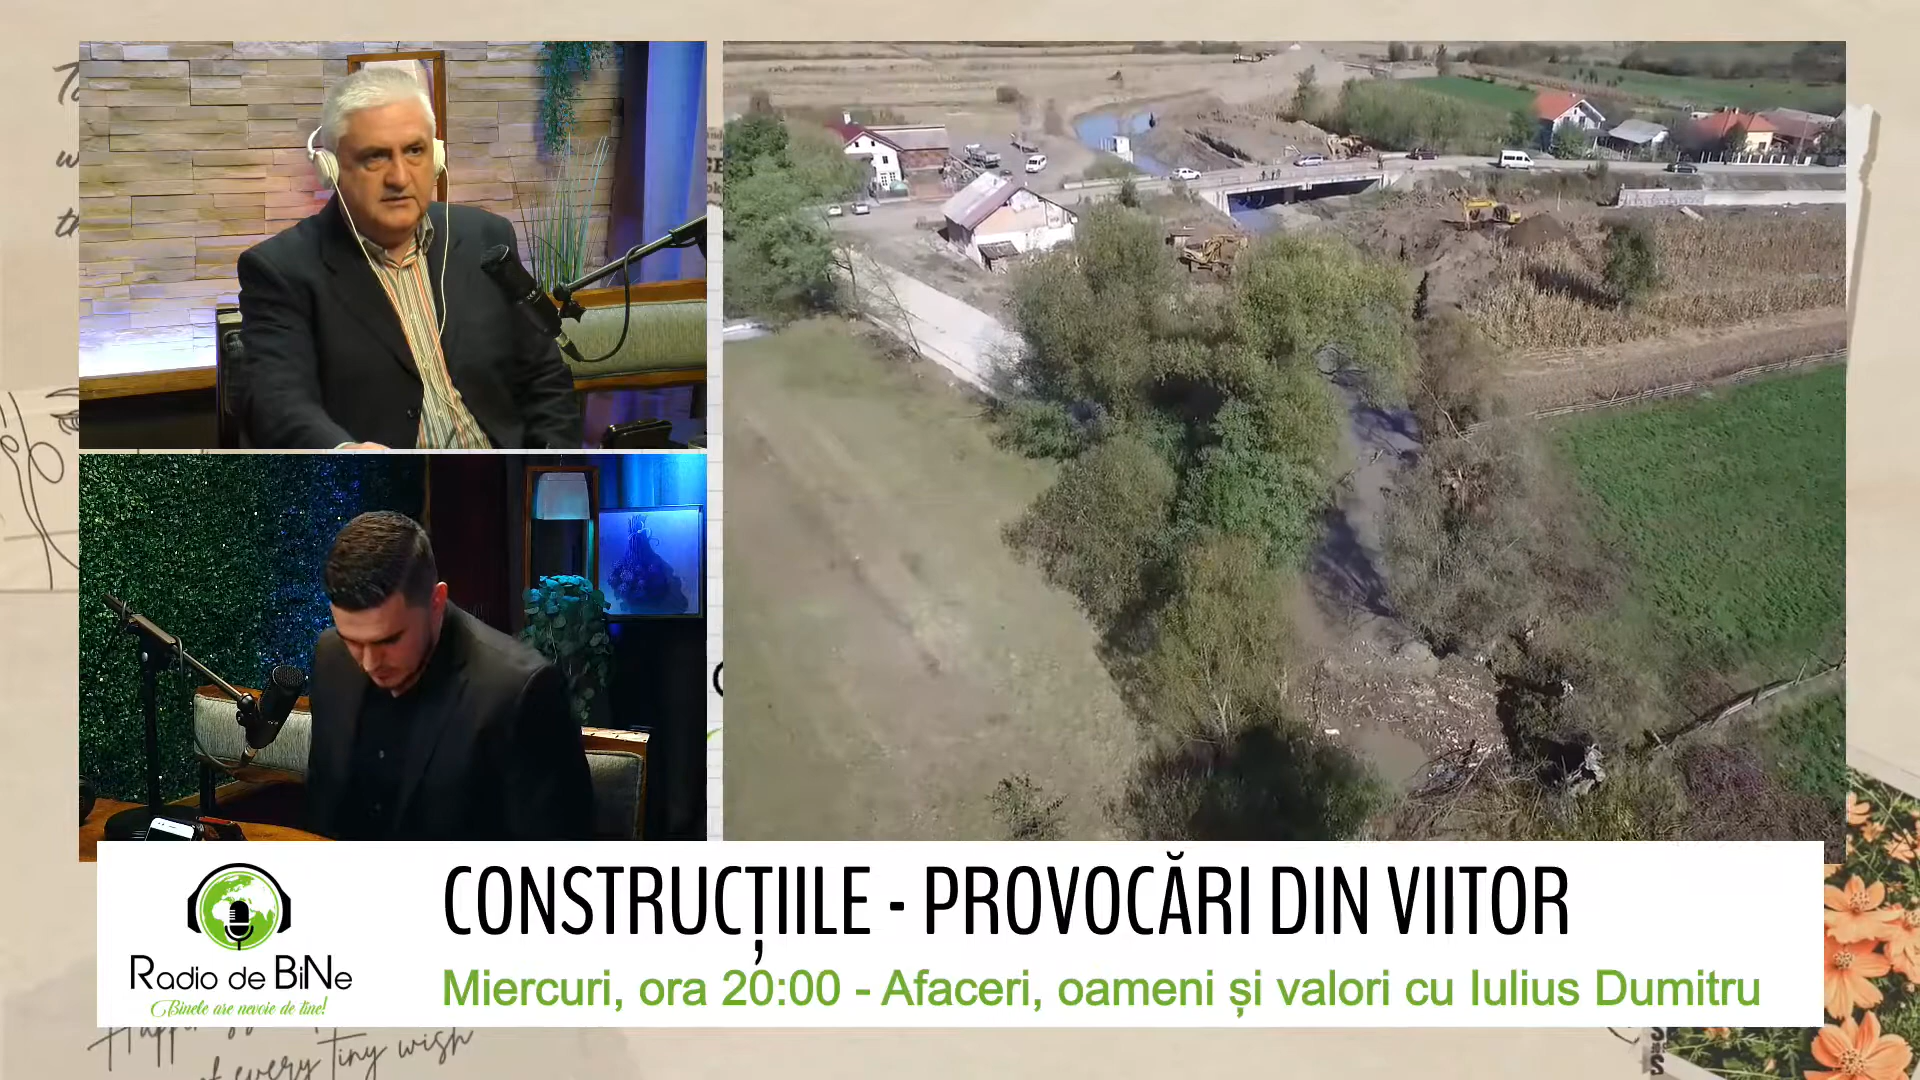 CONSTRUCȚIILE - PROVOCĂRI DIN VIITOR
Miercuri, ora 20:00 - Afaceri, oameni și valori cu Iulius Dumitru
Radio de BiNe
Binele are nevoie de tine!
of every tiny wish